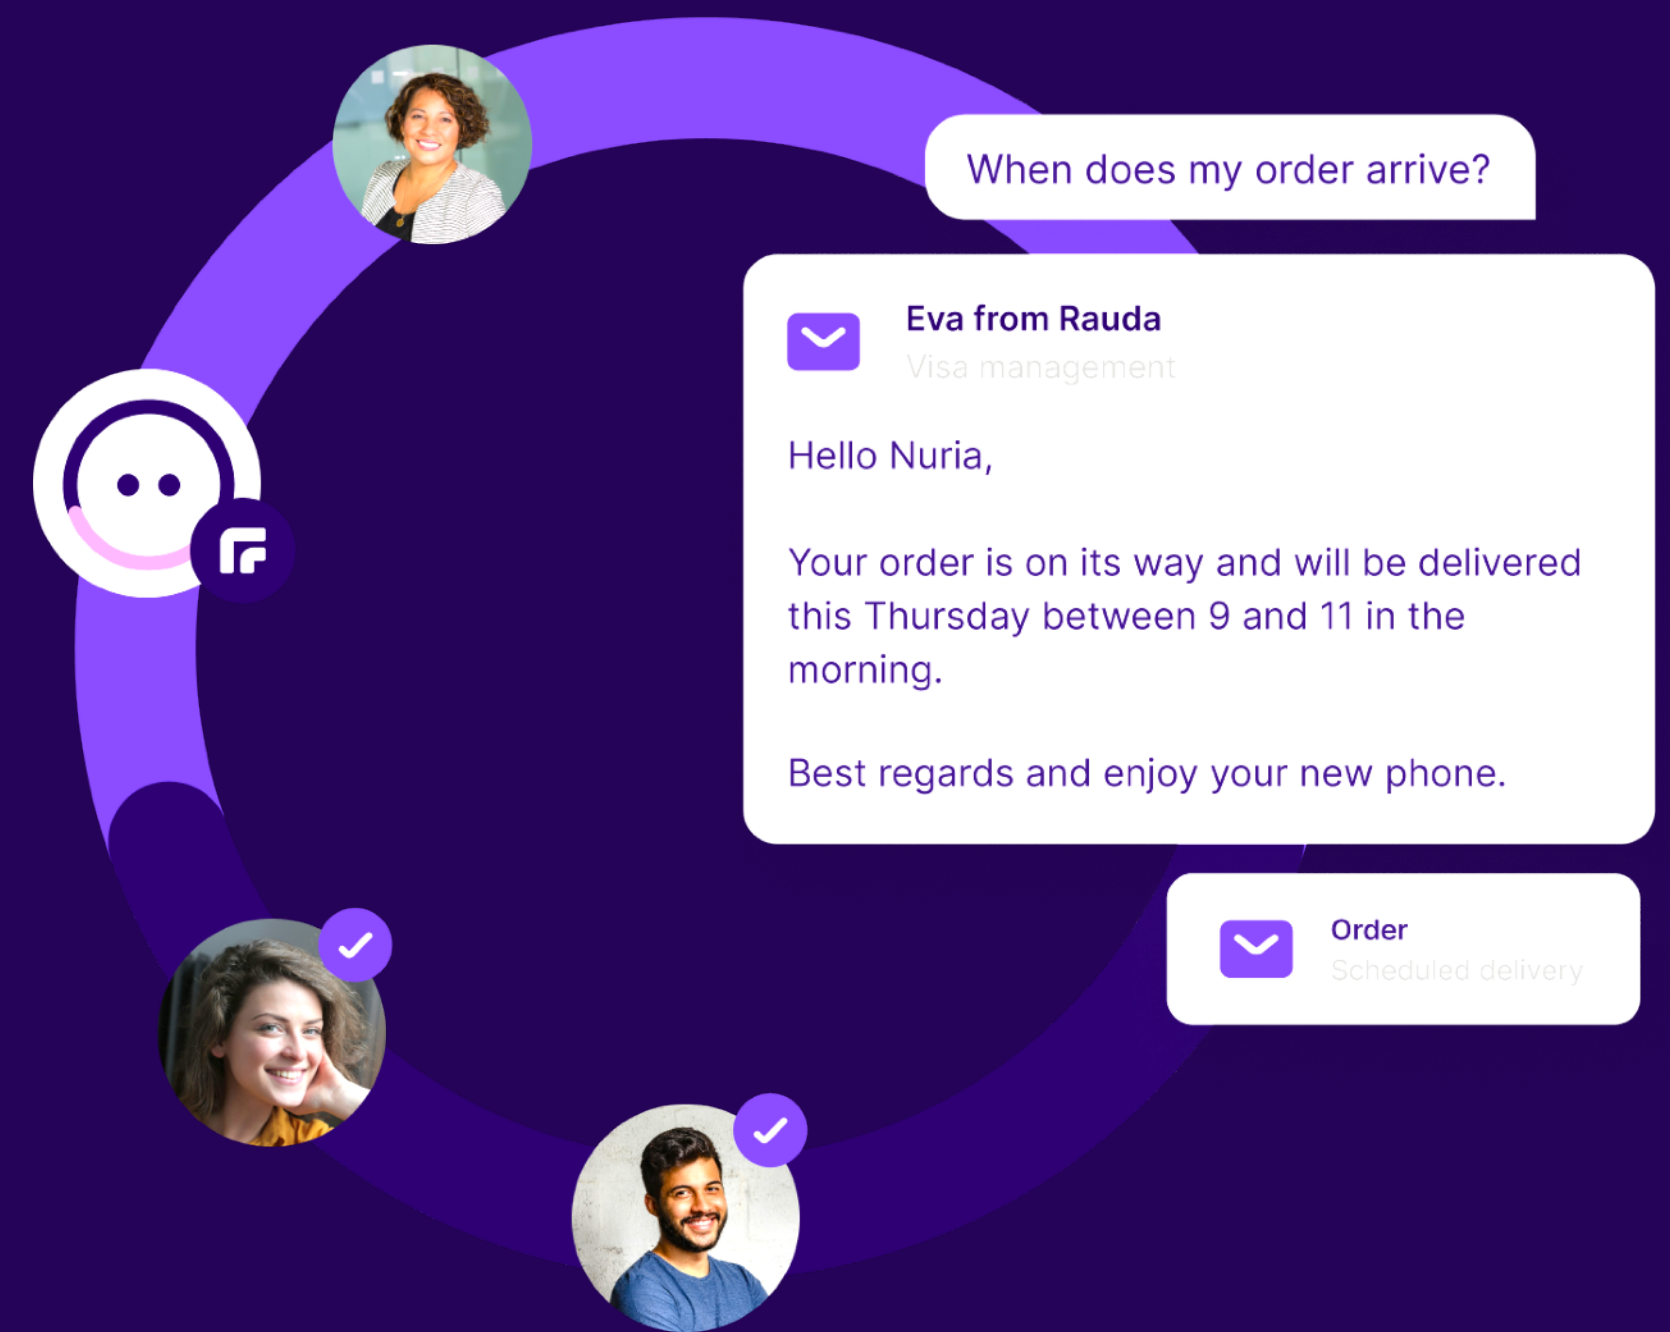 When does my order arrive?
Eva from Rauda
Visa management
Hello Nuria,
Your order is on its way and will be delivered
this Thursday between 9 and 11 in the
morning.
Best regards and enjoy your new phone.
Order
Scheduled delivery